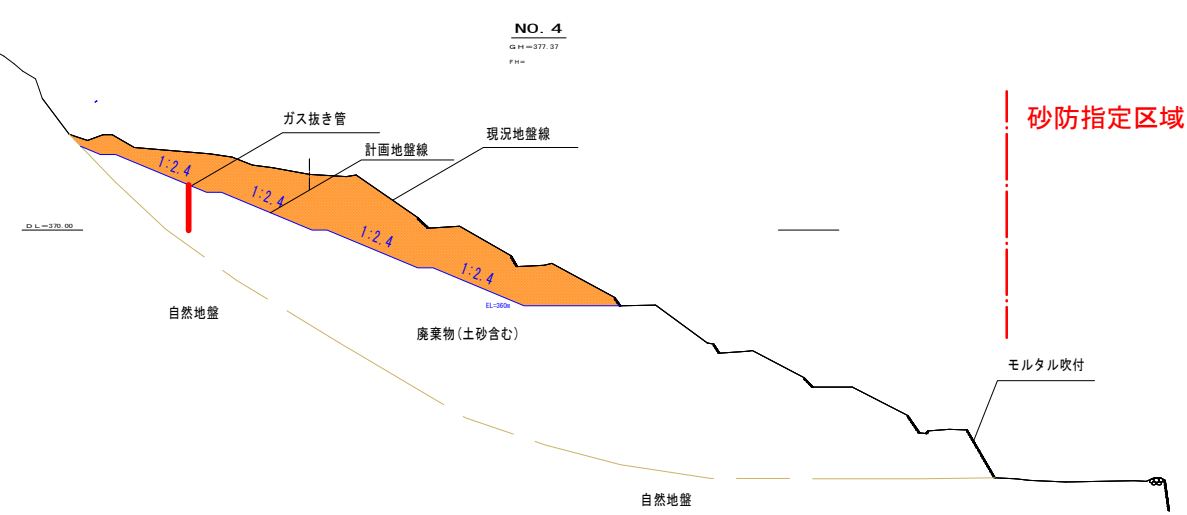 NO. 4
GH=377.37
FH=
砂防指定区域
ガス抜き管
現況地盤線
計画地盤線
1:2.4
1:2.4
DL=370.00
1:2.4
1:2.4
EL=360m
自然地盤
廃棄物(土砂含む)
モルタル吹付
自然地盤